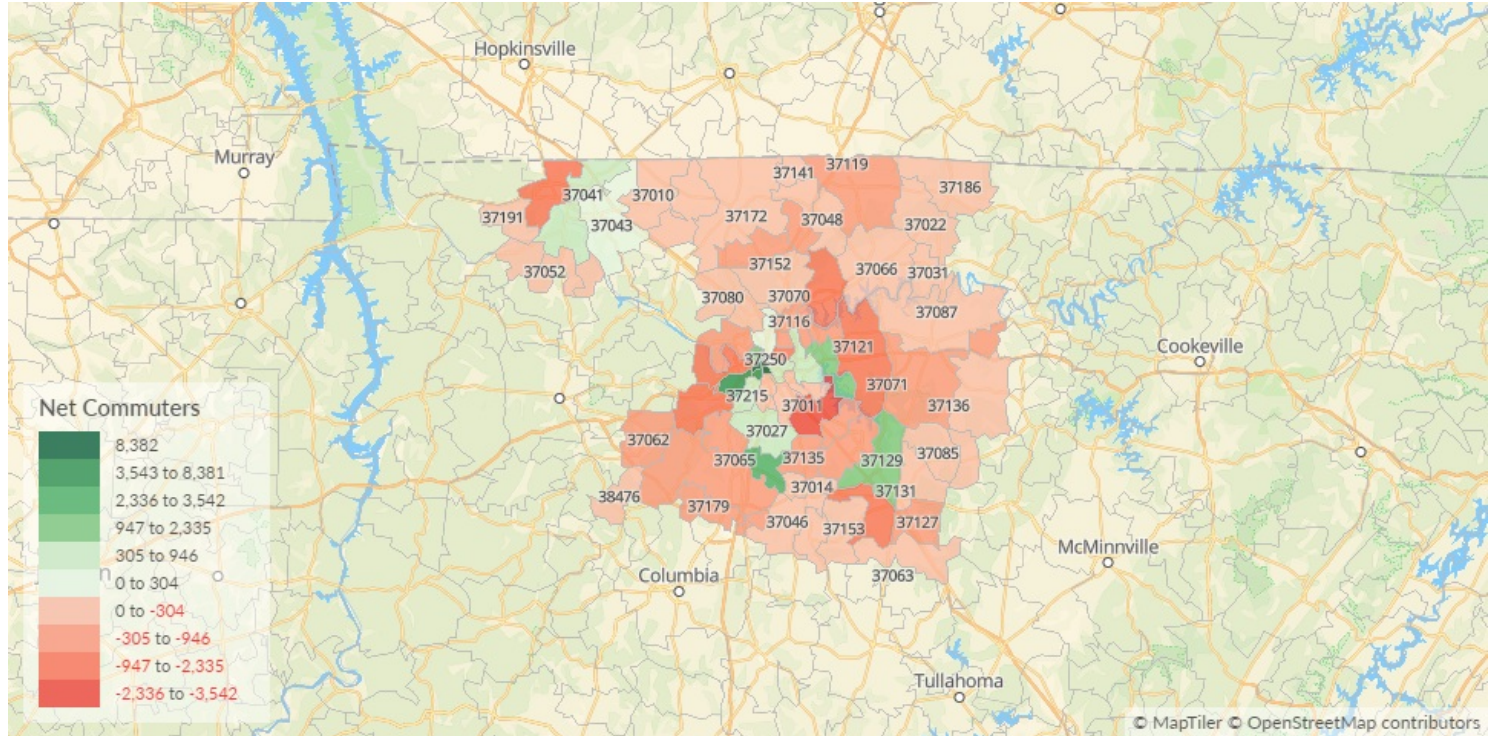 Hopkinsville
Murray
37141
37119
37041
37010
37186
37191
37172
37048
37022
37043
37052
37152
37066
37031
37080
37070
37087
37116
37121
Cookeville
37250
37071
37215
37011
37136
37027
37062
37065
37135
37129
37085
38476
37014
37131
37179
37046
37153
37127
McMinnville
Columbia
37063
Tullahoma
Net Commuters
8,382
3,543 to 8,381
2,336 to 3,542
947 to 2,335
305 to 946
0 to 304
0 to -304
-305 to -946
-947 to -2,335
-2,336 to -3,542
© MapTiler © OpenStreetMap contributors